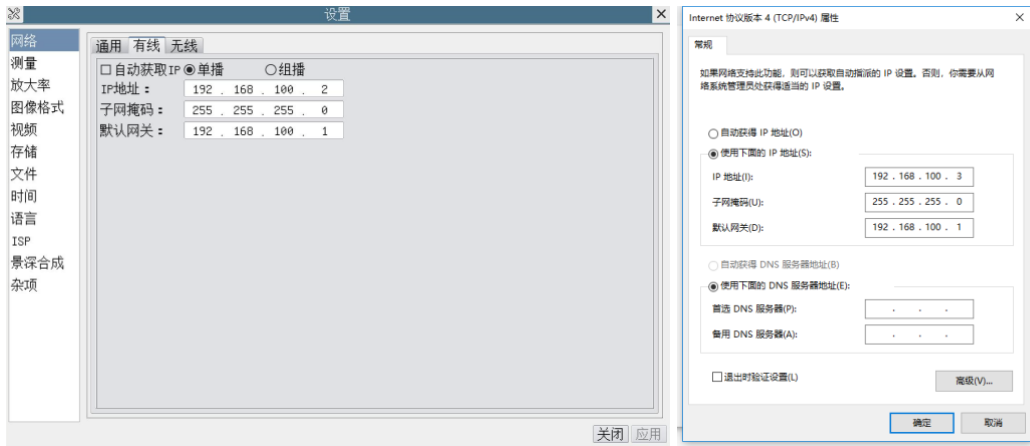 设置
网络
测量
放大率
图像格式
视频
存储
文件
时间
语言
ISP
景深合成
杂项
通用 有线 无线
自动获取IP 单播 组播
IP地址： 192 . 168 . 100 . 2
子网掩码： 255 . 255 . 255 . 0
默认网关： 192 . 168 . 100 . 1
关闭 应用
Internet 协议版本 4 (TCP/IPv4) 属性
常规
如果网络支持此功能，则可以获取自动指派的 IP 设置。否则，你需要从网
络系统管理员处获得适当的 IP 设置。
自动获得 IP 地址(O)
使用下面的 IP 地址(S):
IP 地址(I): 192 . 168 . 100 . 3
子网掩码(U): 255 . 255 . 255 . 0
默认网关(D): 192 . 168 . 100 . 1
自动获得 DNS 服务器地址(B)
使用下面的 DNS 服务器地址(E):
首选 DNS 服务器(P): . . .
备用 DNS 服务器(A): . . .
退出时验证设置(L)
高级(V)...
确定 取消